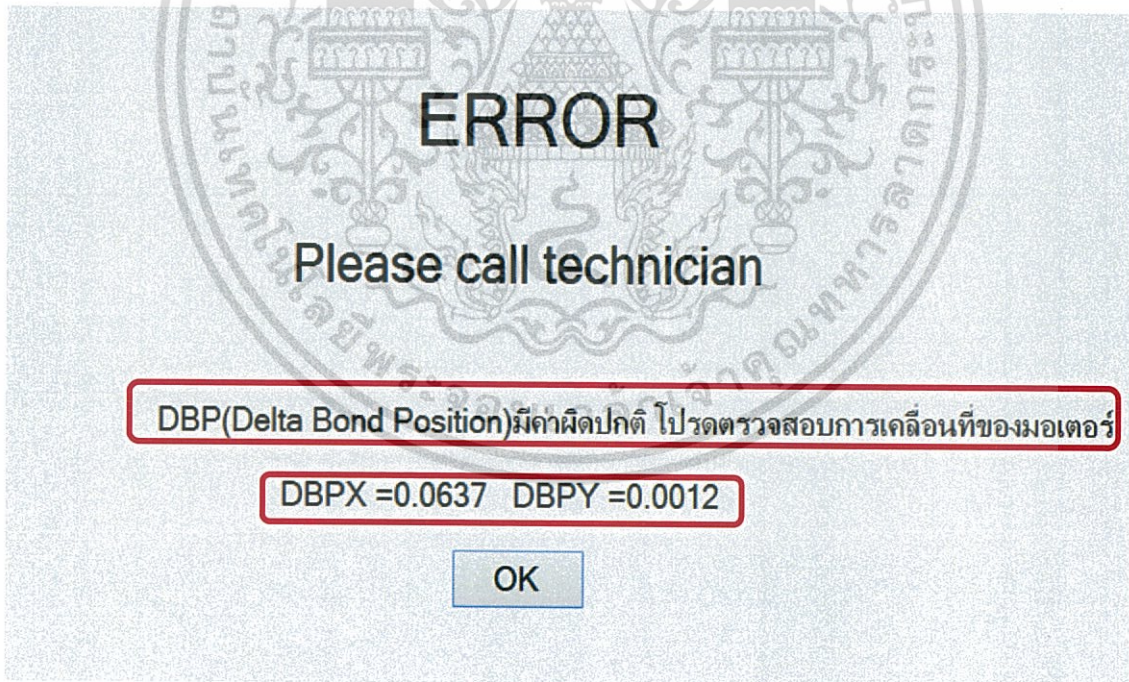 ERROR
Please call technician
DBP(Delta Bond Position)มีค่าผิดปกติ โปรดตรวจสอบการเคลื่อนที่ของมอเตอร์
DBPX =0.0637 DBPY =0.0012
OK